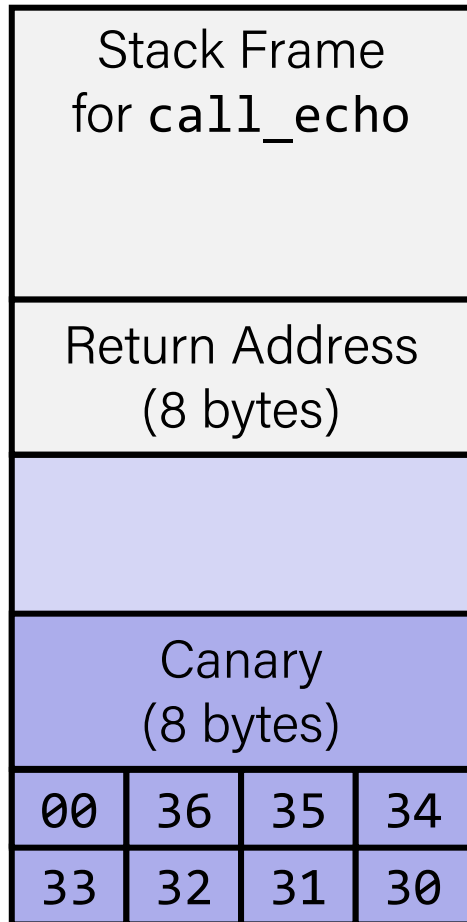 Stack Frame
for call_echo
Return Address
(8 bytes)
Canary
(8 bytes)
00 36 35 34
33 32 31 30